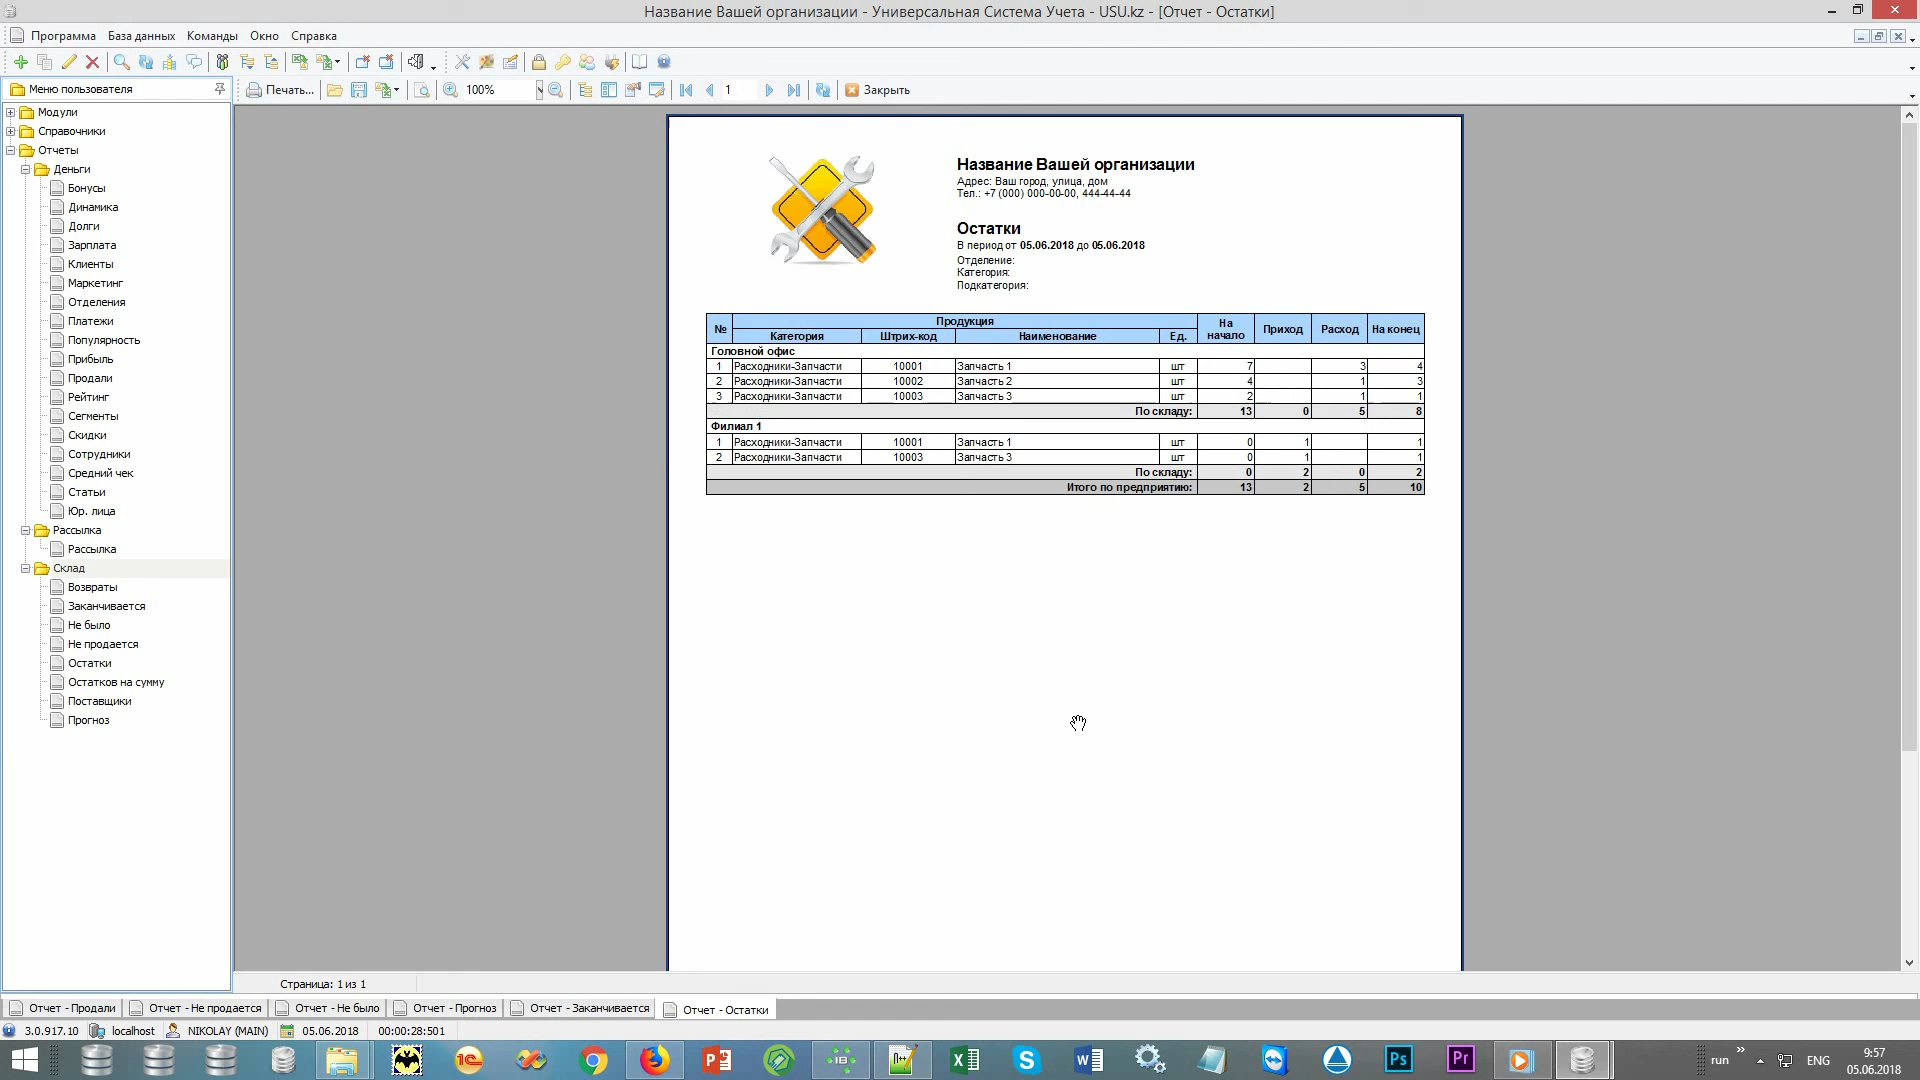 Название Вашей организации - Универсальная Система Учета - USU.kz - [Отчет - Остатки]
Программа База данных Команды Окно Справка
Меню пользователя
Печать... 100% 1 Закрыть
Модули
Справочники
Отчеты
Деньги
Бонусы
Динамика
Долги
Зарплата
Клиенты
Маркетинг
Отделения
Платежи
Популярность
Прибыль
Продали
Рейтинг
Сегменты
Скидки
Сотрудники
Средний чек
Статьи
Юр. лица
Рассылка
Рассылка
Склад
Возвраты
Заканчивается
Не было
Не продается
Остатки
Остатков на сумму
Поставщики
Прогноз
Название Вашей организации
Адрес: Ваш город, улица, дом
Тел.: +7 (000) 000-00-00, 444-44-44
Остатки
В период от 05.06.2018 до 05.06.2018
Отделение:
Категория:
Подкатегория:
№ Продукция На начало Приход Расход На конец
Категория Штрих-код Наименование Ед.
Головной офис
1 Расходники-Запчасти 10001 Запчасть 1 шт 7 3 4
2 Расходники-Запчасти 10002 Запчасть 2 шт 4 1 3
3 Расходники-Запчасти 10003 Запчасть 3 шт 2 1 1
По складу: 13 0 5 8
Филиал 1
1 Расходники-Запчасти 10001 Запчасть 1 шт 0 1 1
2 Расходники-Запчасти 10003 Запчасть 3 шт 0 1 1
По складу: 0 2 0 2
Итого по предприятию: 13 2 5 10
Страница: 1 из 1
Отчет - Продали Отчет - Не продается Отчет - Не было Отчет - Прогноз Отчет - Заканчивается Отчет - Остатки
3.0.917.10 localhost NIKOLAY (MAIN) 05.06.2018 00:00:28:501
run ENG 9:57
05.06.2018